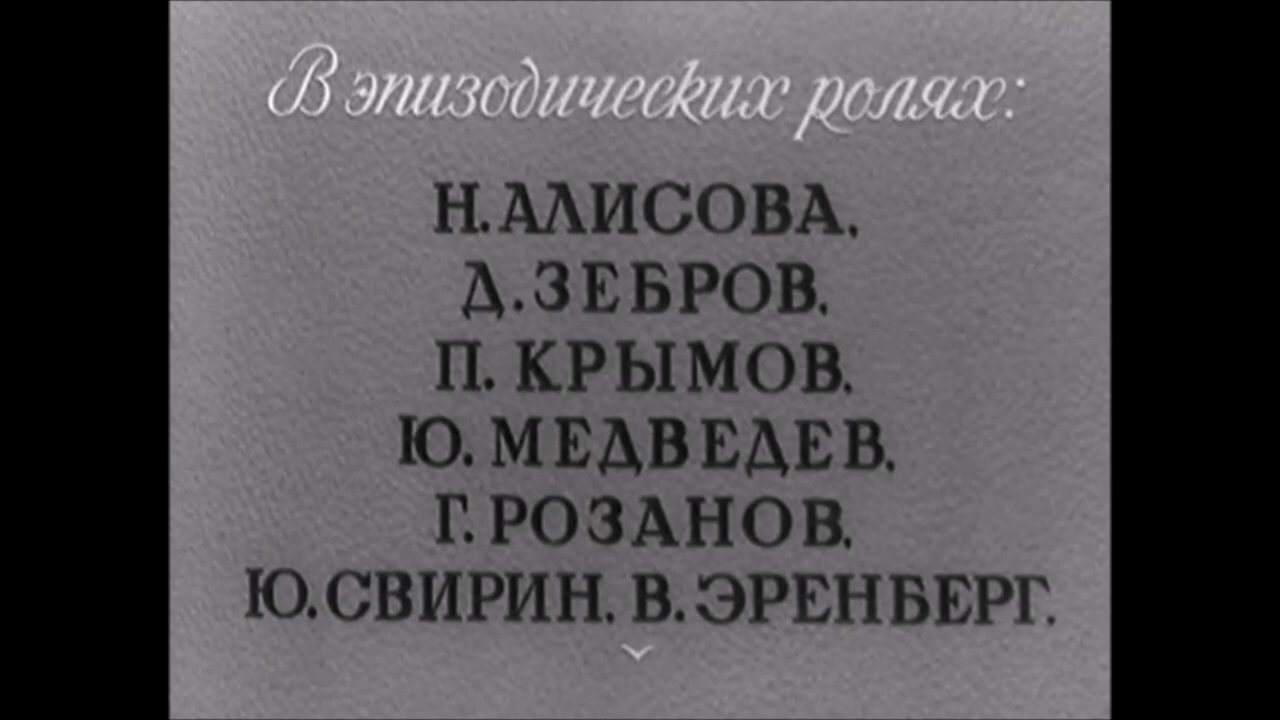 В эпизодических ролях:
Н. АЛИСОВА,
Д. ЗЕБРОВ,
П. КРЫМОВ,
Ю. МЕДВЕДЕВ,
Г. РОЗАНОВ,
Ю. СВИРИН, В. ЭРЕНБЕРГ.